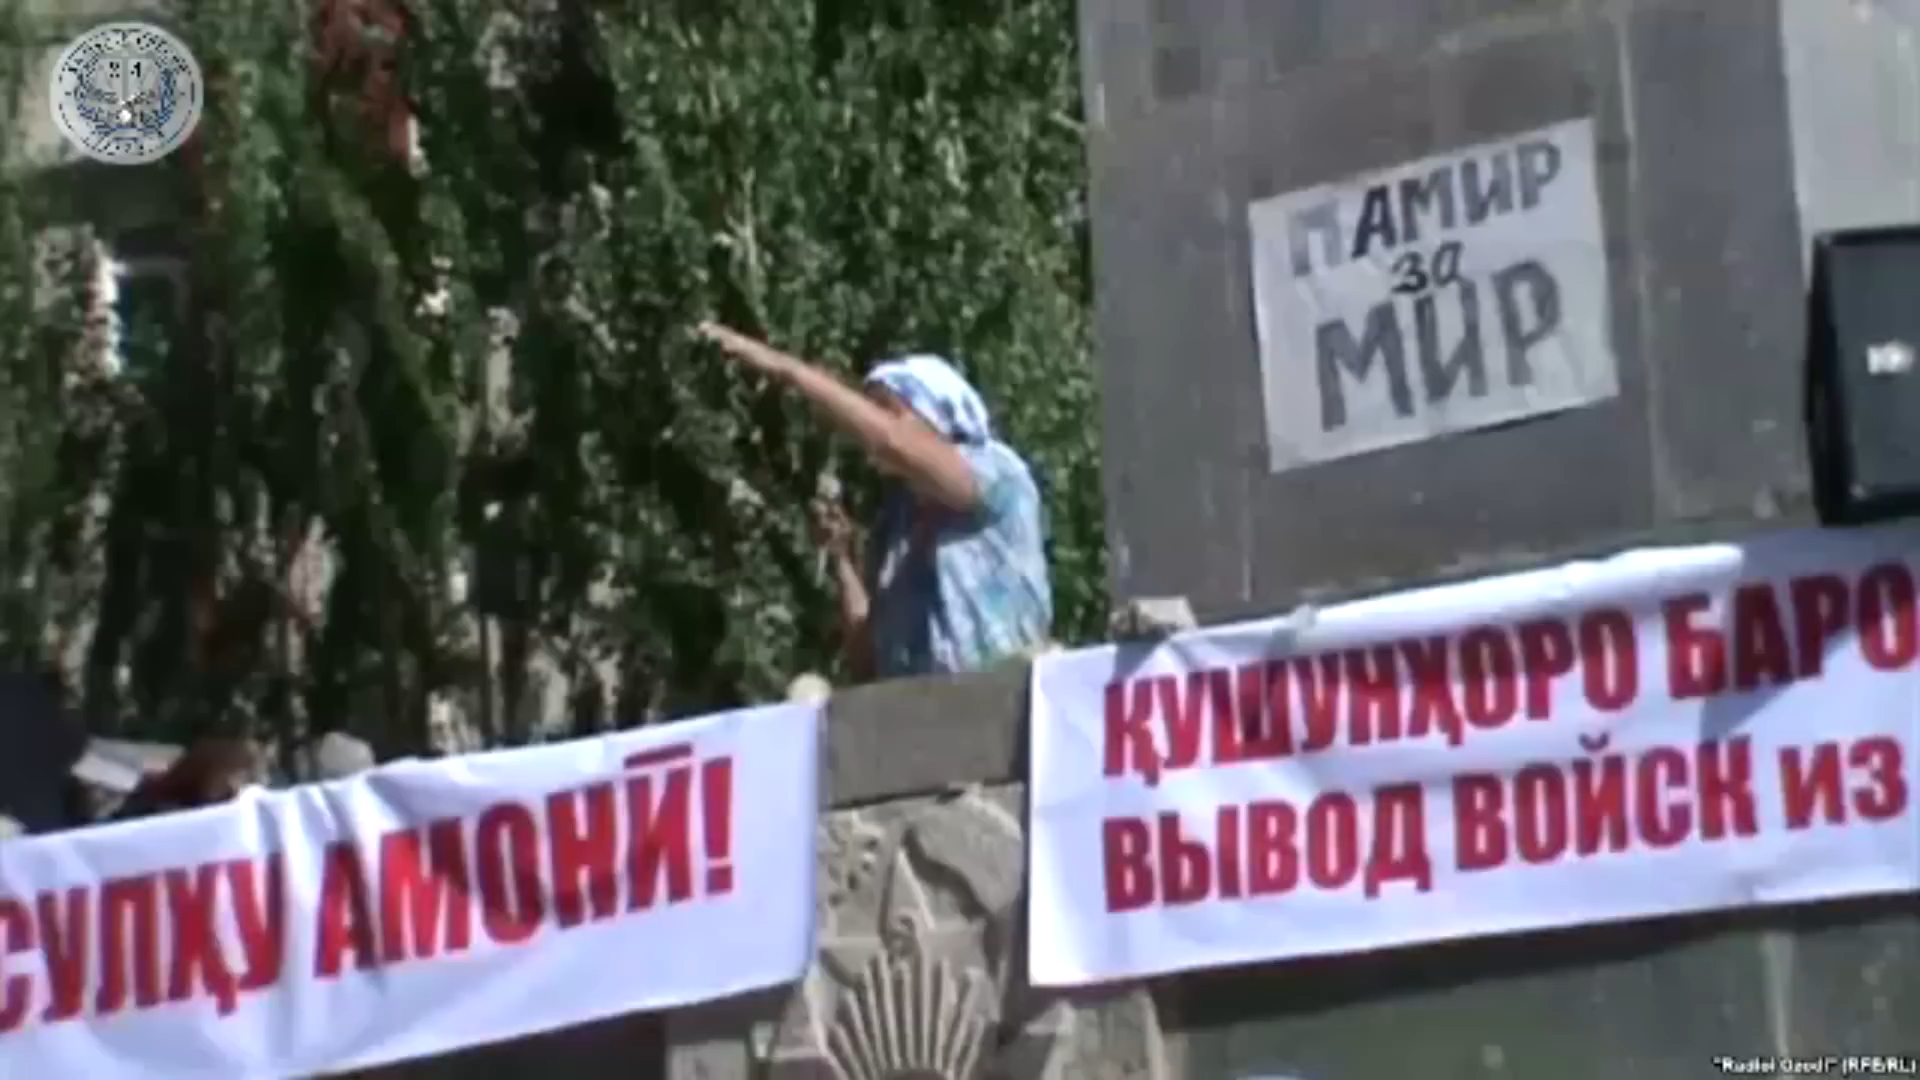 ПАМИР
за
МИР
СУЛҲУ АМОНӢ!
ҚУШУНҲОРО БАРО
ВЫВОД ВОЙСК ИЗ
"Radioi Ozodi" (RFE/RL)